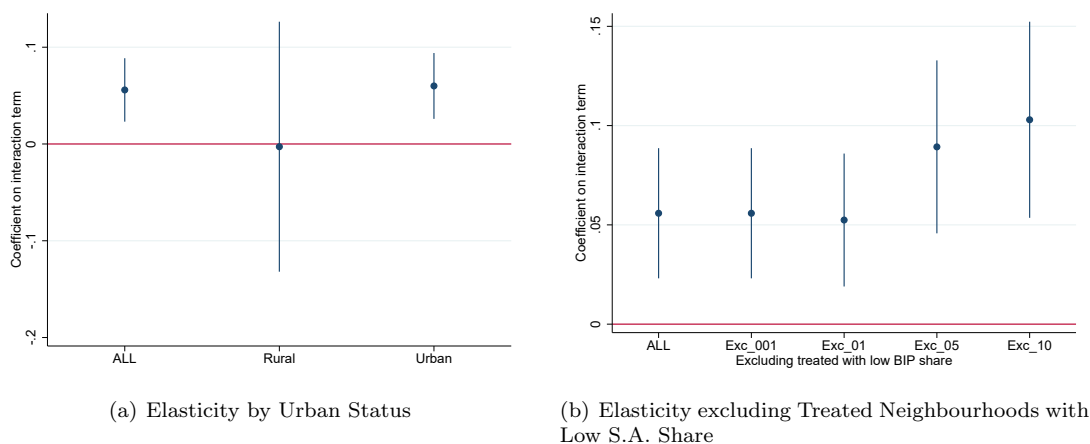 Coefficient on interaction term
.1
0
-.1
-.2
ALL Rural Urban
(a) Elasticity by Urban Status
Coefficient on interaction term
.15
.1
.05
0
ALL Exc_001 Exc_01 Exc_05 Exc_10
Excluding treated with low BIP share
(b) Elasticity excluding Treated Neighbourhoods with
Low S.A. Share